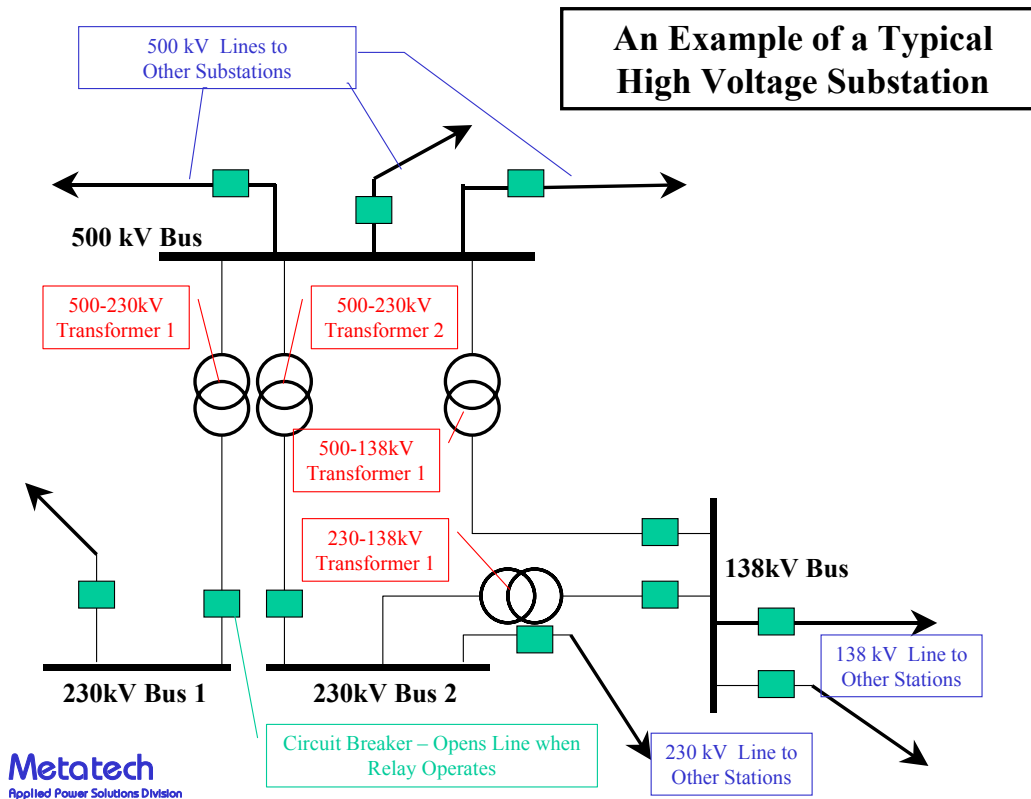 An Example of a Typical
High Voltage Substation
500 kV  Lines to
Other Substations
500 kV Bus
500-230kV
Transformer 1
500-230kV
Transformer 2
500-138kV
Transformer 1
230-138kV
Transformer 1
138kV Bus
138 kV  Line to
Other Stations
230kV Bus 1
230kV Bus 2
Circuit Breaker – Opens Line when
Relay Operates
230 kV  Line to
Other Stations
Metatech
Applied Power Solutions Division